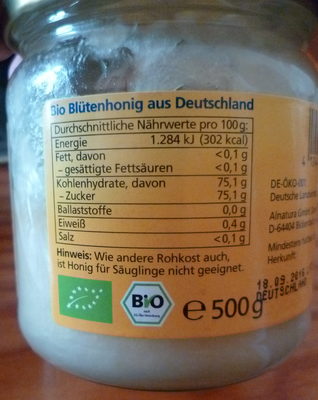 Bio Blütenhonig aus Deutschland
Durchschnittliche Nährwerte pro 100g:
Energie 1.284 kJ (302 kcal)
Fett, davon <0,1 g
– gesättigte Fettsäuren <0,1 g
Kohlenhydrate, davon 75,1 g
– Zucker 75,1 g
Ballaststoffe 0,0 g
Eiweiß 0,4 g
Salz <0,1 g
Hinweis: Wie andere Rohkost auch,
ist Honig für Säuglinge nicht geeignet.
BiO
e 500g
DE-ÖKO-001
Deutsche
Alnatura GmbH
D-64404
Mindestens
Herkunft:
18.09.2016
DEUTSCHLAND